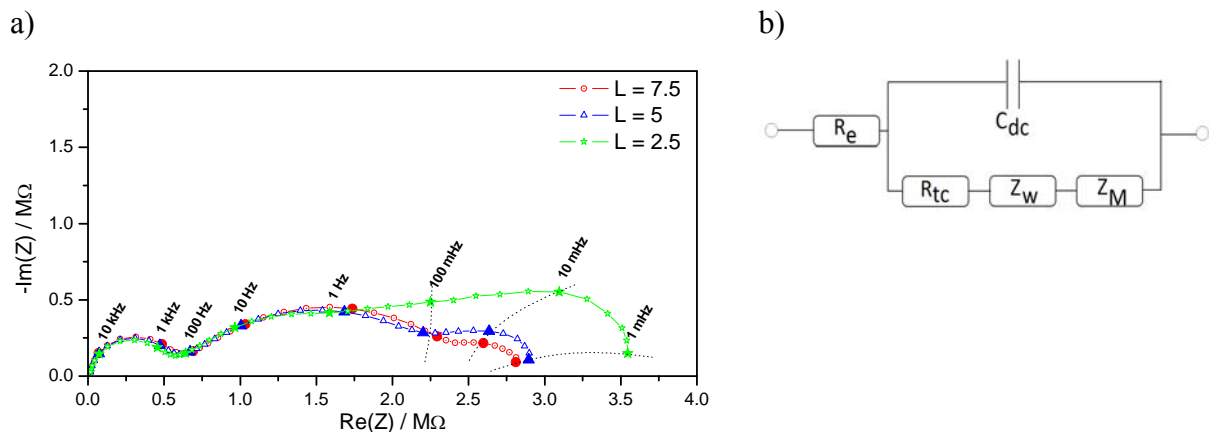 a)
b)
2.0
1.5
1.0
0.5
0.0
-Im(Z) / MΩ
0.0 0.5 1.0 1.5 2.0 2.5 3.0 3.5 4.0
Re(Z) / MΩ
L = 7.5
L = 5
L = 2.5
10 kHz
1 kHz
100 Hz
10 Hz
1 Hz
100 mHz
10 mHz
1 mHz
Cdc
Re
Rtc
Zw
ZM